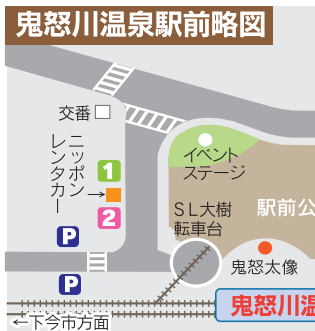 鬼怒川温泉駅前略図
交番
ニッポン
レンタカー
→
1
2
P
P
イベント
ステージ
SL大樹
転車台
駅前公
鬼怒太像
鬼怒川温
←下今市方面